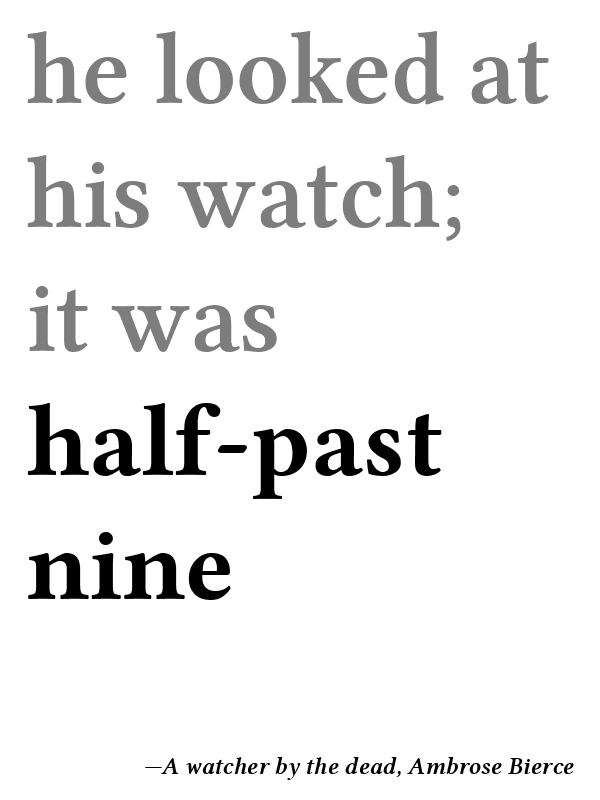 he looked at
his watch;
it was
half-past
nine
—A watcher by the dead, Ambrose Bierce